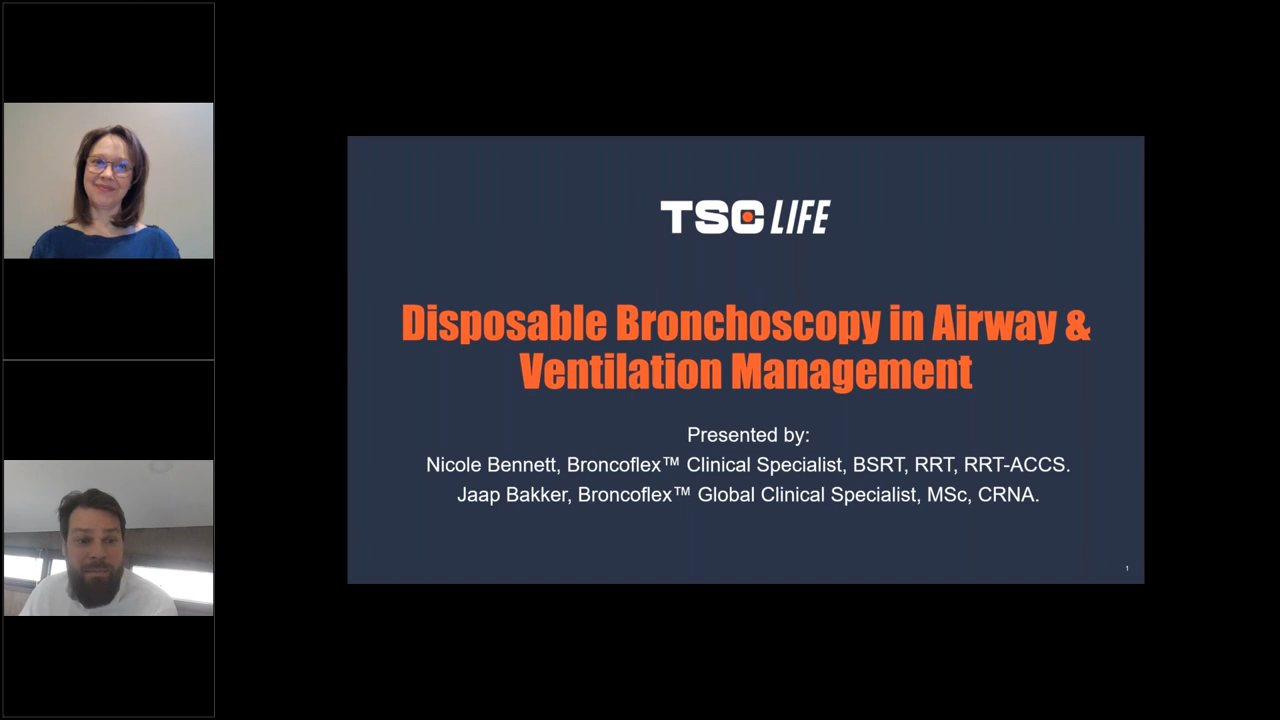 TSC LIFE
Disposable Bronchoscopy in Airway &
Ventilation Management
Presented by:
Nicole Bennett, Broncoflex™ Clinical Specialist, BSRT, RRT, RRT-ACCS.
Jaap Bakker, Broncoflex™ Global Clinical Specialist, MSc, CRNA.
1